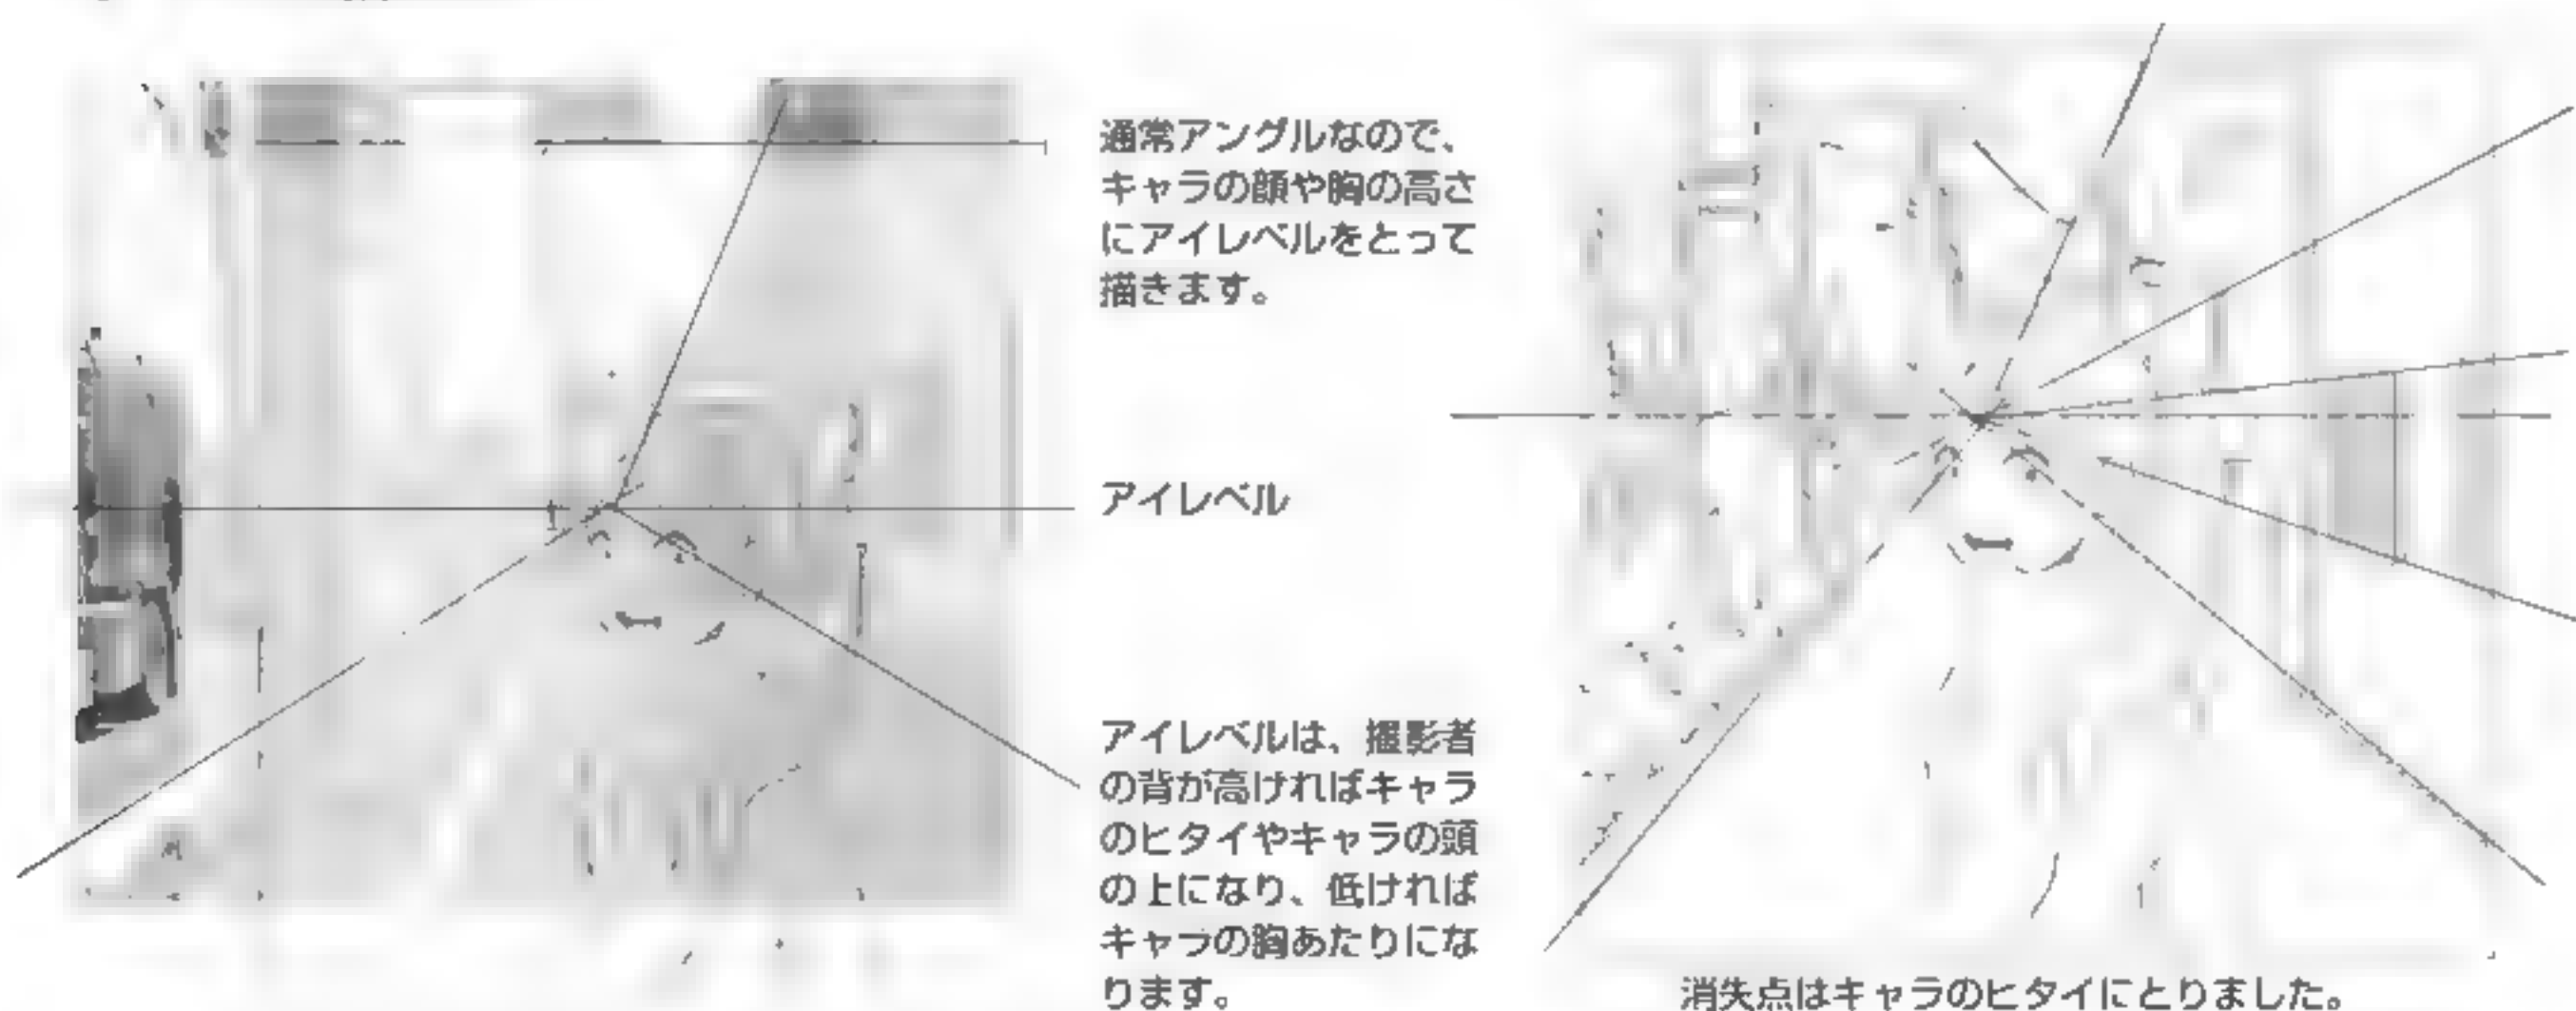 通常アングルなので、
キャラの顔や胸の高さ
にアイレベルをとって
描きます。
アイレベル
アイレベルは、撮影者
の背が高ければキャラ
のヒタイやキャラの頭
の上になり、低ければ
キャラの胸あたりにな
ります。
消失点はキャラのヒタイにとりました。